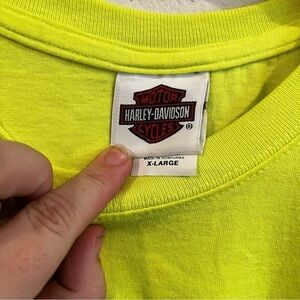 MOTOR
HARLEY-DAVIDSON
CYCLES
®
MADE IN HONDURAS
X-LARGE